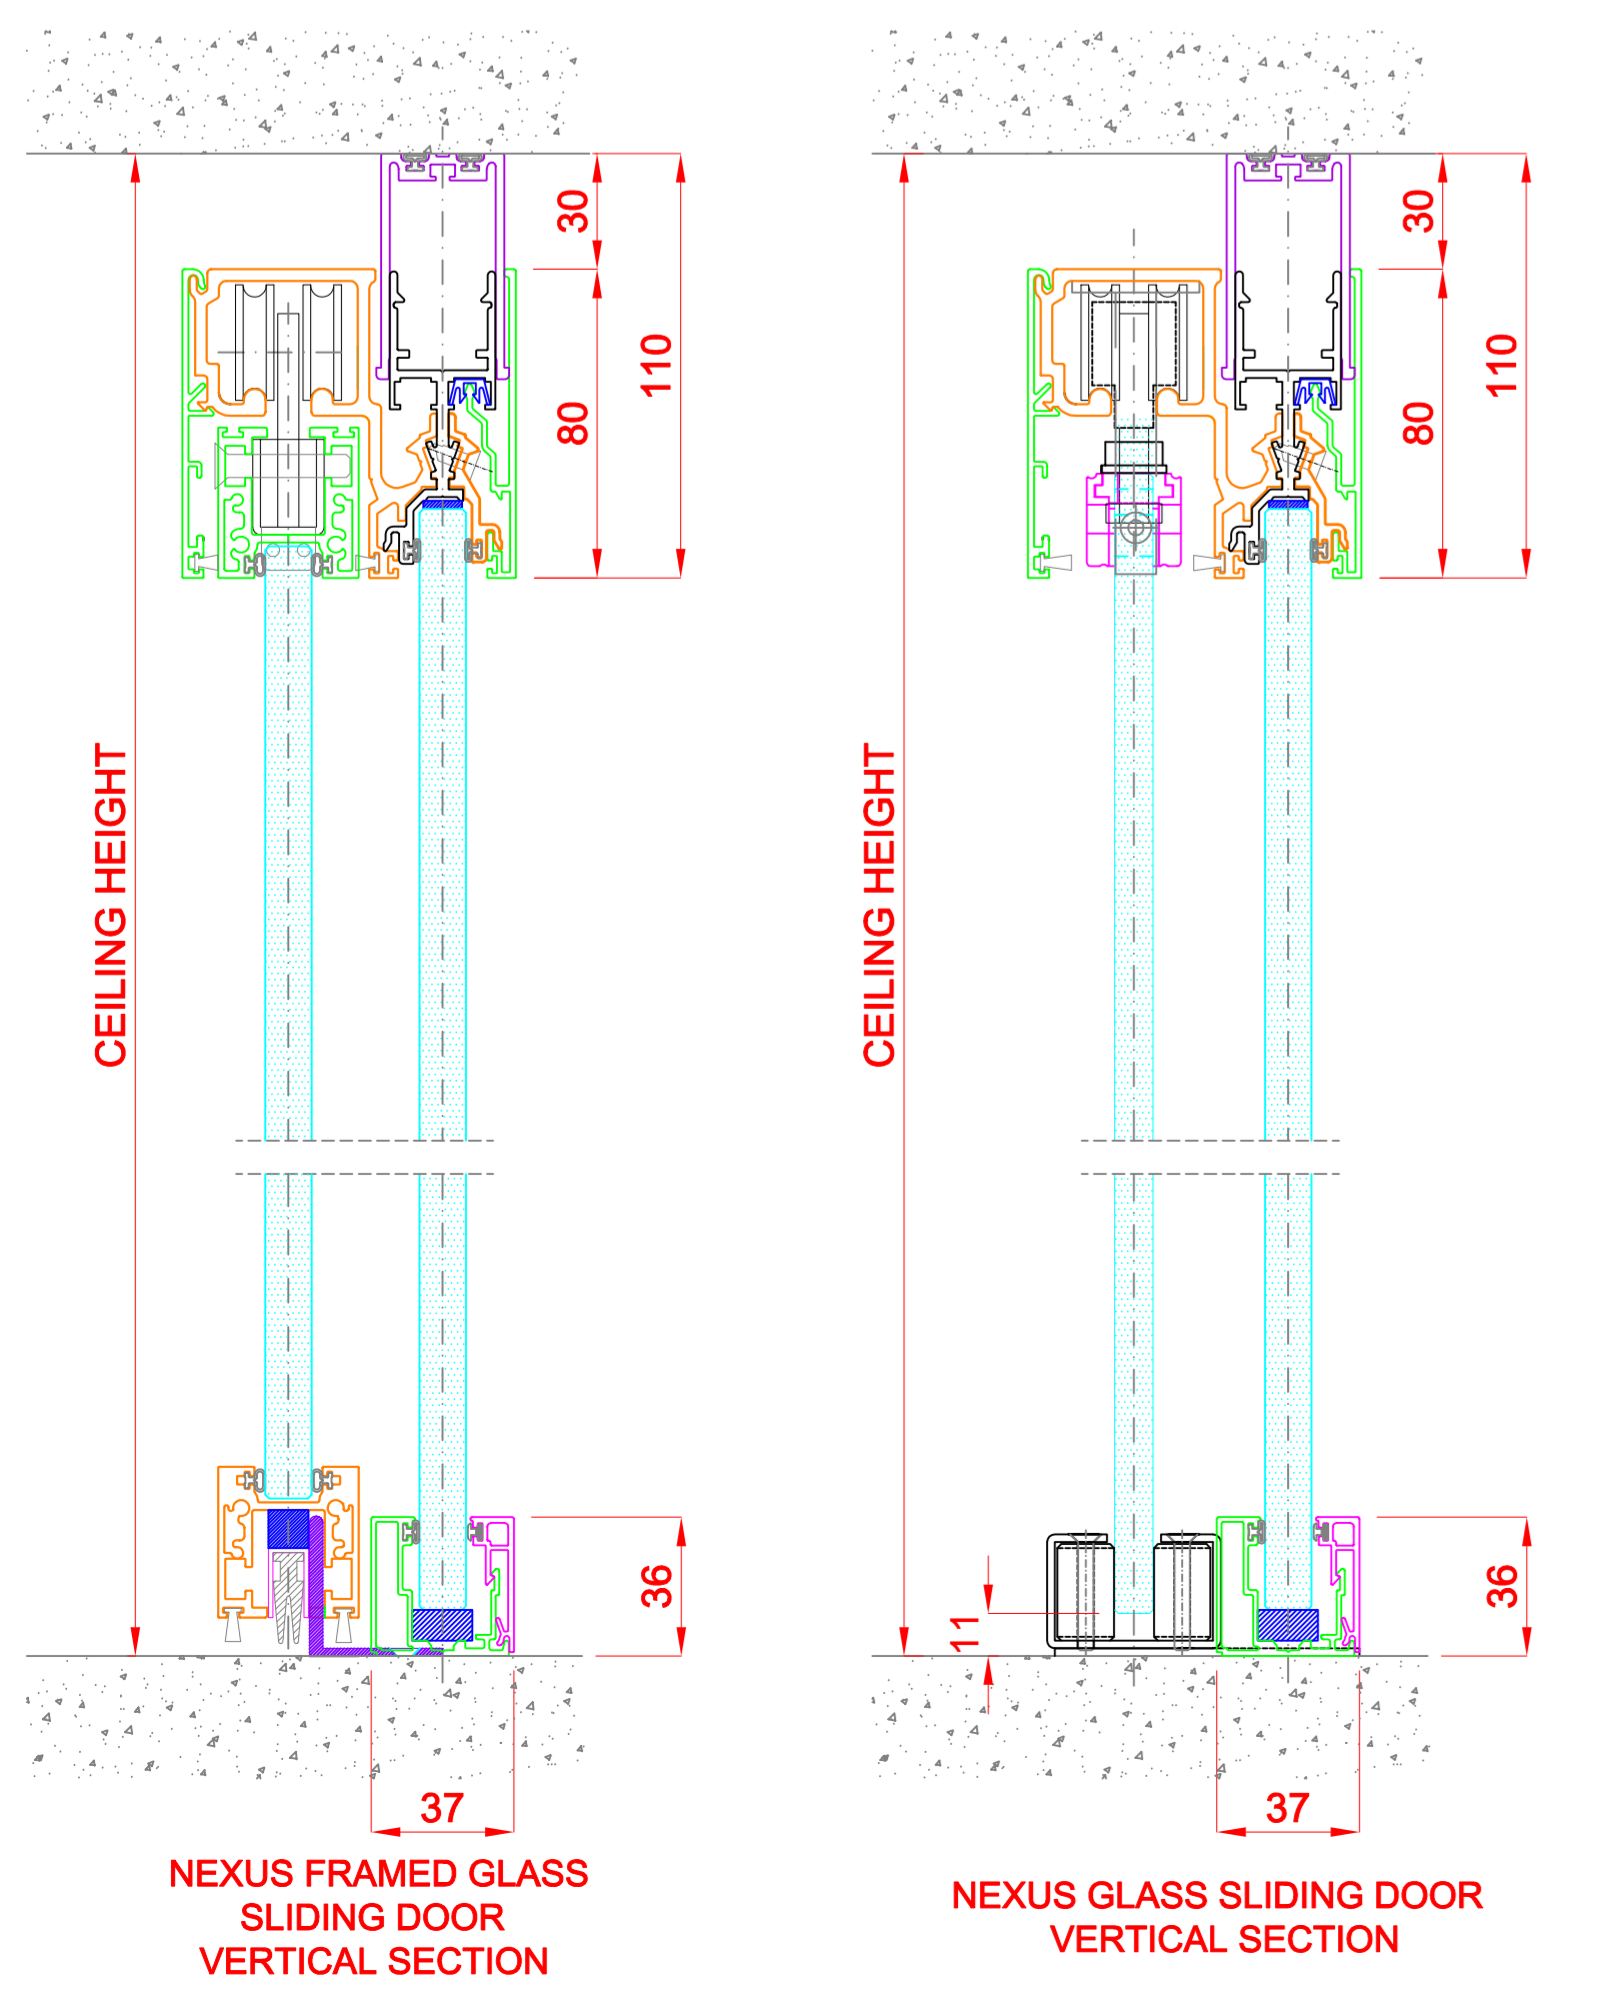 30
110
80
CEILING HEIGHT
36
37
NEXUS FRAMED GLASS
SLIDING DOOR
VERTICAL SECTION
30
110
80
CEILING HEIGHT
11
36
37
NEXUS GLASS SLIDING DOOR
VERTICAL SECTION